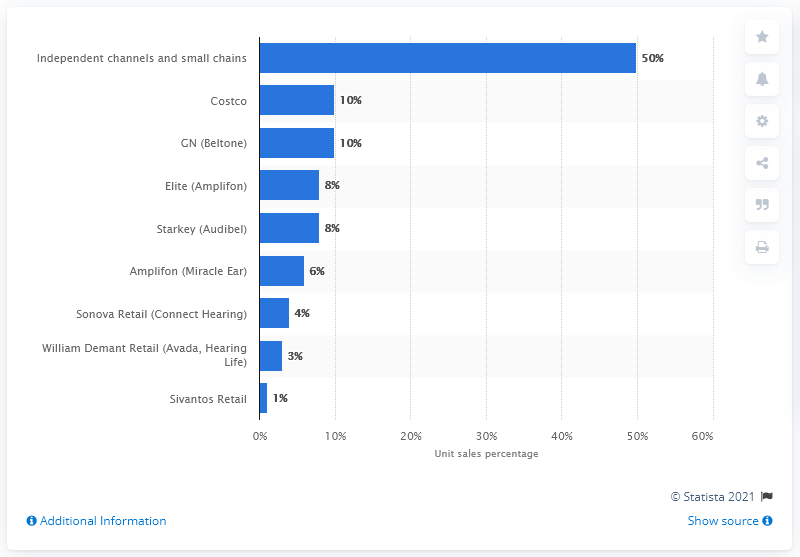 Independent channels and small chains 50%
Costco 10%
GN (Beltone) 10%
Elite (Amplifon) 8%
Starkey (Audibel) 8%
Amplifon (Miracle Ear) 6%
Sonova Retail (Connect Hearing) 4%
William Demant Retail (Avada, Hearing
Life) 3%
Sivantos Retail 1%
0% 10% 20% 30% 40% 50% 60%
Unit sales percentage
© Statista 2021
Additional Information
Show source